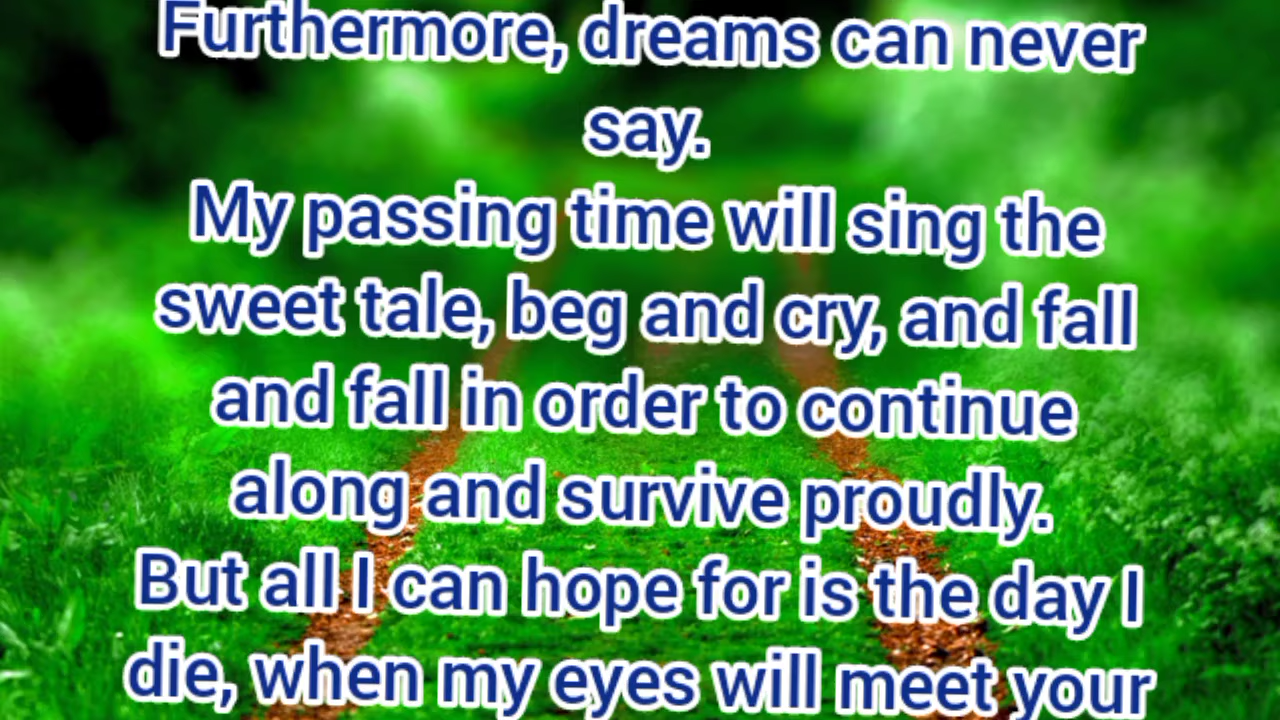 Furthermore, dreams can never
say.
My passing time will sing the
sweet tale, beg and cry, and fall
and fall in order to continue
along and survive proudly.
But all I can hope for is the day I
die, when my eyes will meet your